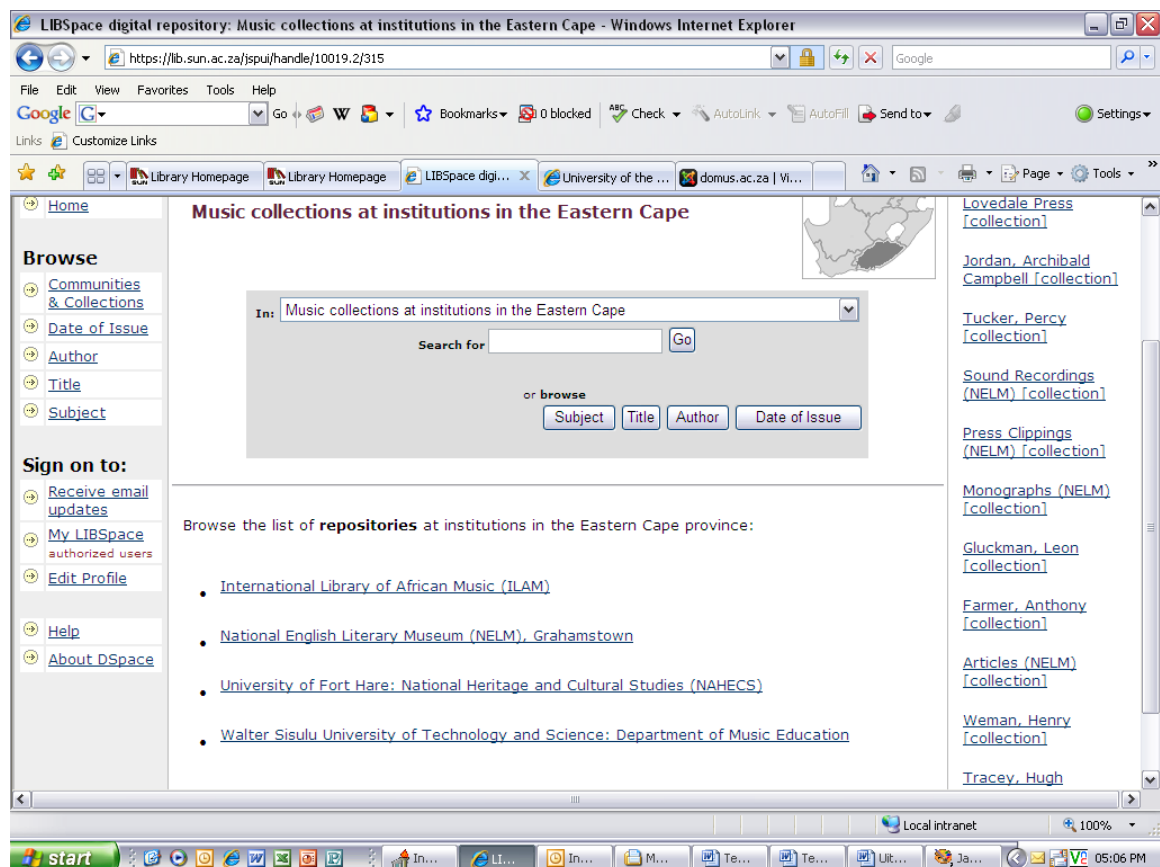 LIBSpace digital repository: Music collections at institutions in the Eastern Cape - Windows Internet Explorer
https://lib.sun.ac.za/jspui/handle/10019.2/315
Google
File Edit View Favorites Tools Help
Google G Go W Bookmarks 0 blocked ABC Check AutoLink AutoFill Send to Settings
Links Customize Links
Library Homepage Library Homepage LIBSpace digi... X University of the ... domus.ac.za | Vi... Page Tools »
Home
Music collections at institutions in the Eastern Cape
Browse
Communities
& Collections
Date of Issue
Author
Title
Subject
Sign on to:
Receive email
updates
My LIBSpace
authorized users
Edit Profile
Help
About DSpace
In: Music collections at institutions in the Eastern Cape
Search for Go
or browse
Subject Title Author Date of Issue
Browse the list of repositories at institutions in the Eastern Cape province:
International Library of African Music (ILAM)
National English Literary Museum (NELM), Grahamstown
University of Fort Hare: National Heritage and Cultural Studies (NAHECS)
Walter Sisulu University of Technology and Science: Department of Music Education
Lovedale Press
[collection]
Jordan, Archibald
Campbell [collection]
Tucker, Percy
[collection]
Sound Recordings
(NELM) [collection]
Press Clippings
(NELM) [collection]
Monographs (NELM)
[collection]
Gluckman, Leon
[collection]
Farmer, Anthony
[collection]
Articles (NELM)
[collection]
Weman, Henry
[collection]
Tracey, Hugh
Local intranet 100%
start In... LI... In... M... Te... Te... Uit... Ja... 05:06 PM